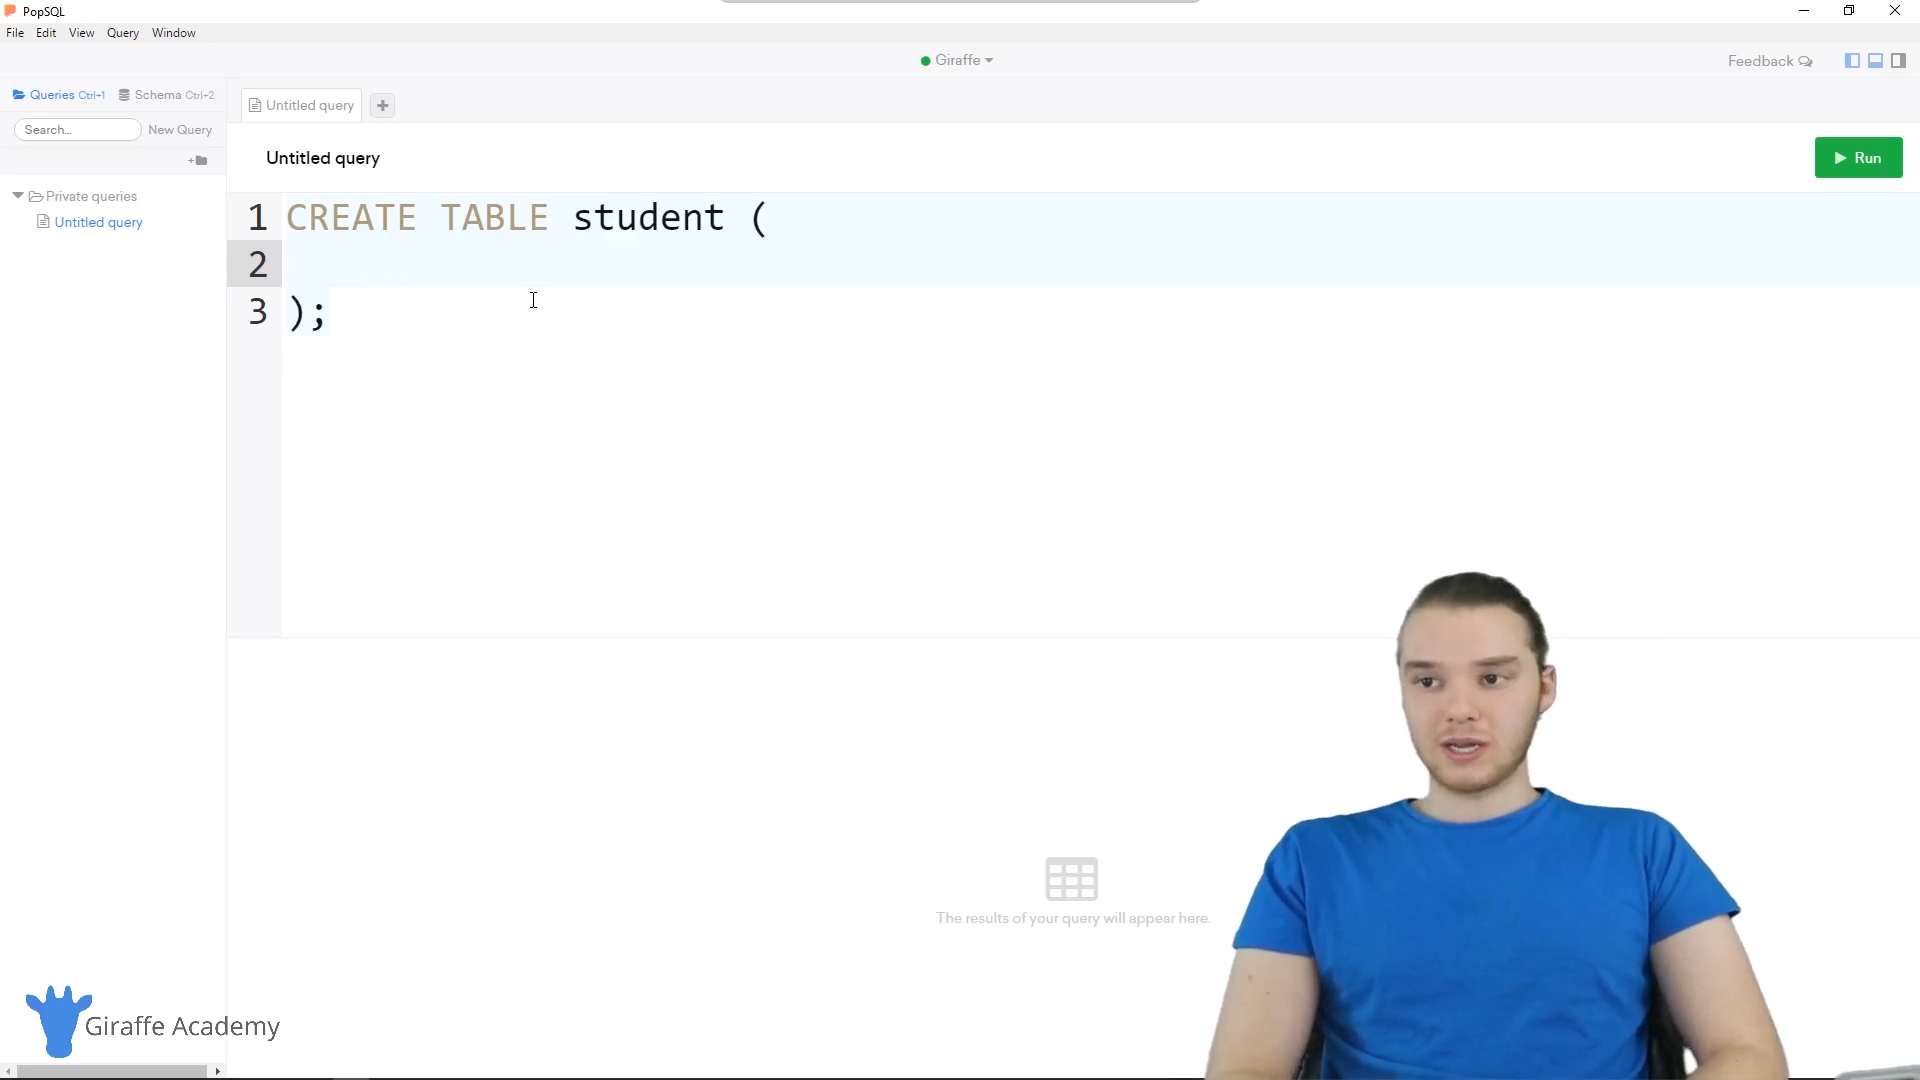 PopSQL
File Edit View Query Window
Giraffe
Feedback
Queries Ctrl+1 Schema Ctrl+2
Untitled query
Search...
New Query
Untitled query
Run
Private queries
Untitled query
1 CREATE TABLE student (
2
3 );
The results of your query will appear here.
Giraffe Academy